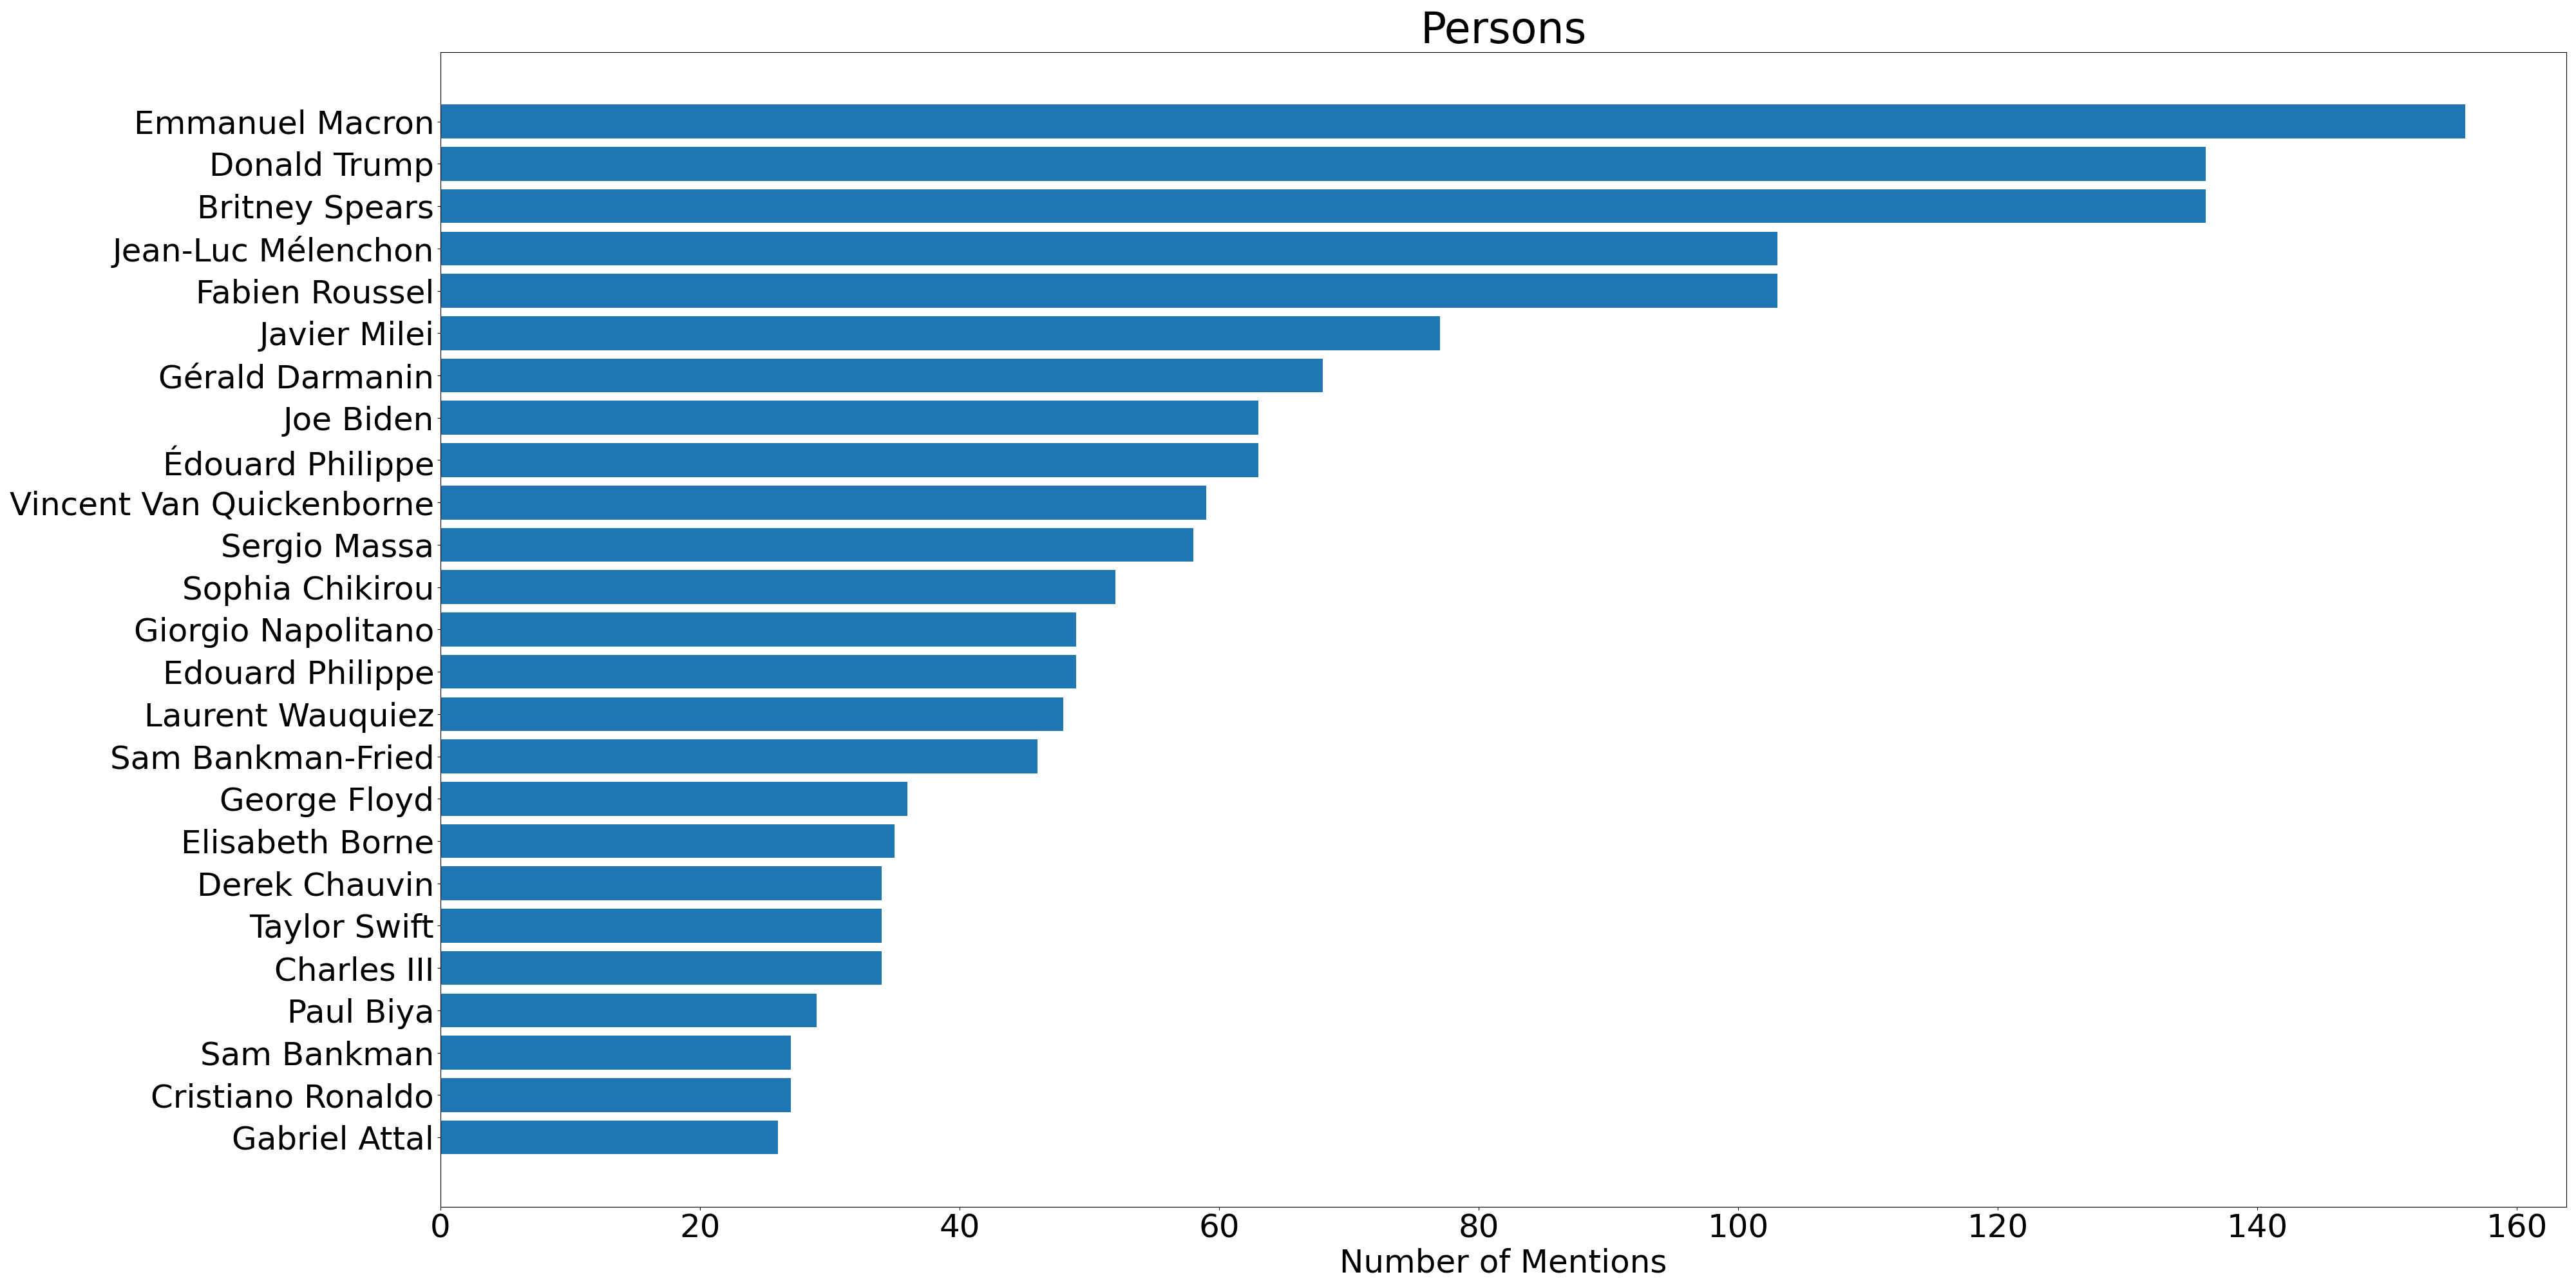 Persons
Emmanuel Macron
Donald Trump
Britney Spears
Jean-Luc Mélenchon
Fabien Roussel
Javier Milei
Gérald Darmanin
Joe Biden
Édouard Philippe
Vincent Van Quickenborne
Sergio Massa
Sophia Chikirou
Giorgio Napolitano
Edouard Philippe
Laurent Wauquiez
Sam Bankman-Fried
George Floyd
Elisabeth Borne
Derek Chauvin
Taylor Swift
Charles III
Paul Biya
Sam Bankman
Cristiano Ronaldo
Gabriel Attal
0 20 40 60 80 100 120 140 160
Number of Mentions